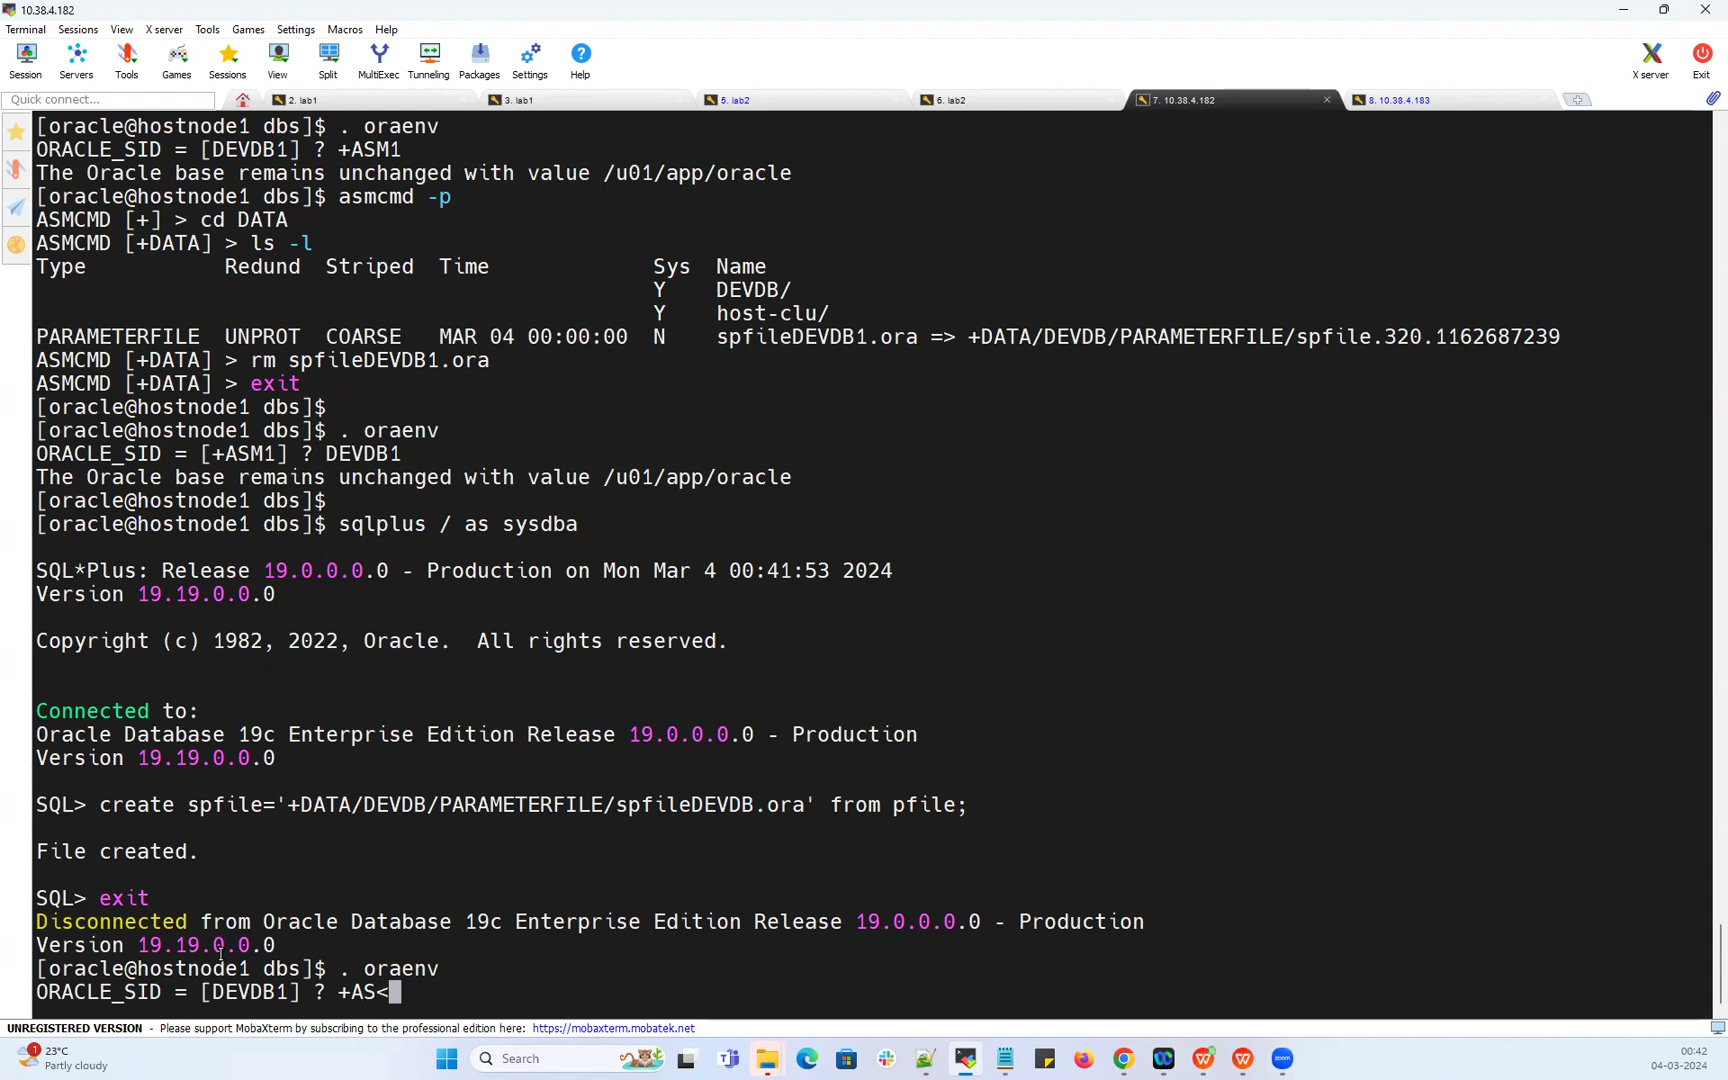 10.38.4.182
Terminal Sessions View X server Tools Games Settings Macros Help
Session Servers Tools Games Sessions View Split MultiExec Tunneling Packages Settings Help X server Exit
Quick connect... 2. lab1 3. lab1 5. lab2 6. lab2 7. 10.38.4.182 8. 10.38.4.183
[oracle@hostnode1 dbs]$ . oraenv
ORACLE_SID = [DEVDB1] ? +ASM1
The Oracle base remains unchanged with value /u01/app/oracle
[oracle@hostnode1 dbs]$ asmcmd -p
ASMCMD [+] > cd DATA
ASMCMD [+DATA] > ls -l
Type Redund Striped Time Sys Name
Y DEVDB/
Y host-clu/
PARAMETERFILE UNPROT COARSE MAR 04 00:00:00 N spfileDEVDB1.ora => +DATA/DEVDB/PARAMETERFILE/spfile.320.1162687239
ASMCMD [+DATA] > rm spfileDEVDB1.ora
ASMCMD [+DATA] > exit
[oracle@hostnode1 dbs]$
[oracle@hostnode1 dbs]$ . oraenv
ORACLE_SID = [+ASM1] ? DEVDB1
The Oracle base remains unchanged with value /u01/app/oracle
[oracle@hostnode1 dbs]$
[oracle@hostnode1 dbs]$ sqlplus / as sysdba
SQL*Plus: Release 19.0.0.0.0 - Production on Mon Mar 4 00:41:53 2024
Version 19.19.0.0.0
Copyright (c) 1982, 2022, Oracle. All rights reserved.
Connected to:
Oracle Database 19c Enterprise Edition Release 19.0.0.0.0 - Production
Version 19.19.0.0.0
SQL> create spfile='+DATA/DEVDB/PARAMETERFILE/spfileDEVDB.ora' from pfile;
File created.
SQL> exit
Disconnected from Oracle Database 19c Enterprise Edition Release 19.0.0.0.0 - Production
Version 19.19.0.0.0
[oracle@hostnode1 dbs]$ . oraenv
ORACLE_SID = [DEVDB1] ? +AS<
UNREGISTERED VERSION - Please support MobaXterm by subscribing to the professional edition here: https://mobaxterm.mobatek.net
1 23°C
Partly cloudy
Search
zoom
00:42
04-03-2024